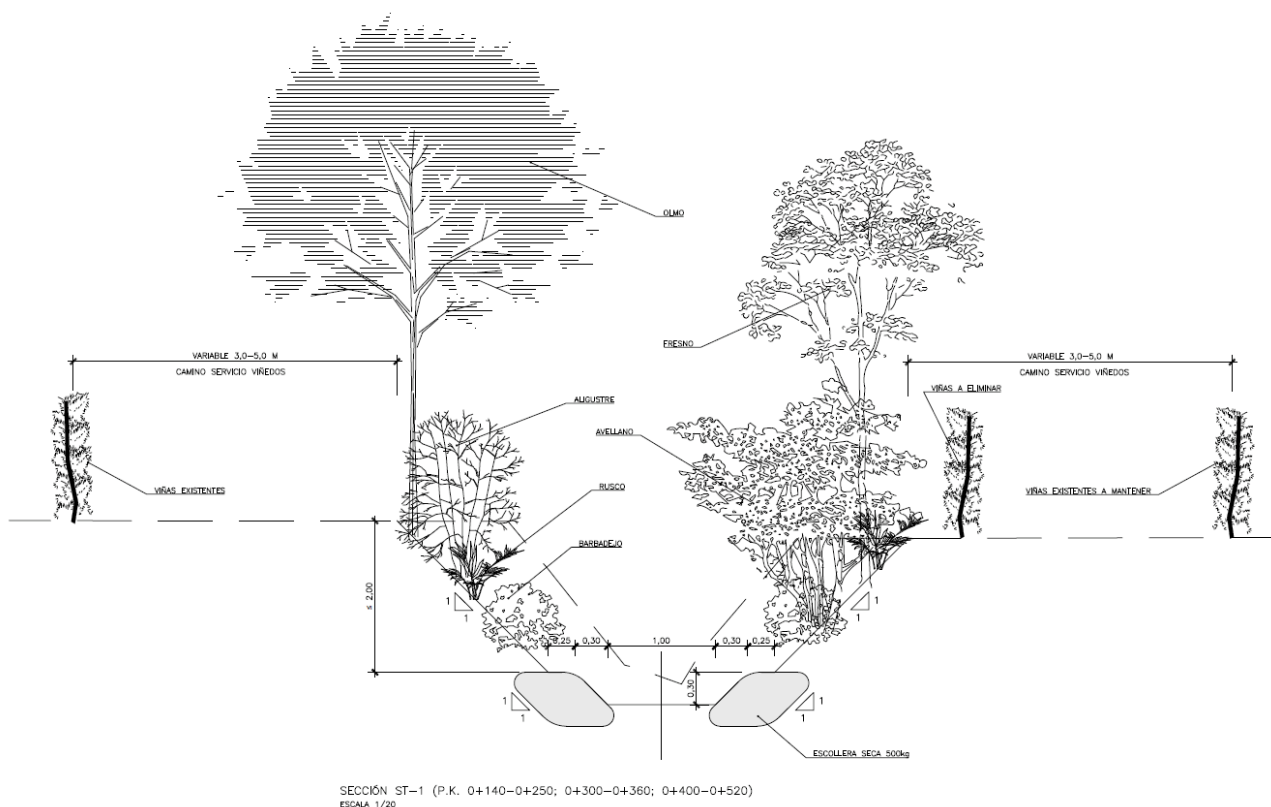 OLMO
FRESNO
VARIABLE 3,0-5,0 M
CAMINO SERVICIO VIÑEDOS
VARIABLE 3,0-5,0 M
CAMINO SERVICIO VIÑEDOS
VIÑAS A ELIMINAR
ALIGUSTRE
AVELLANO
VIÑAS EXISTENTES
RUSCO
VIÑAS EXISTENTES A MANTENER
BARBADEJO
≤ 2,00
1
1
1
1
0,25
0,30
1,00
0,30
0,25
0,30
1
1
1
1
ESCOLLERA SECA 500kg
SECCIÓN ST-1 (P.K. 0+140-0+250; 0+300-0+360; 0+400-0+520)
ESCALA 1/20